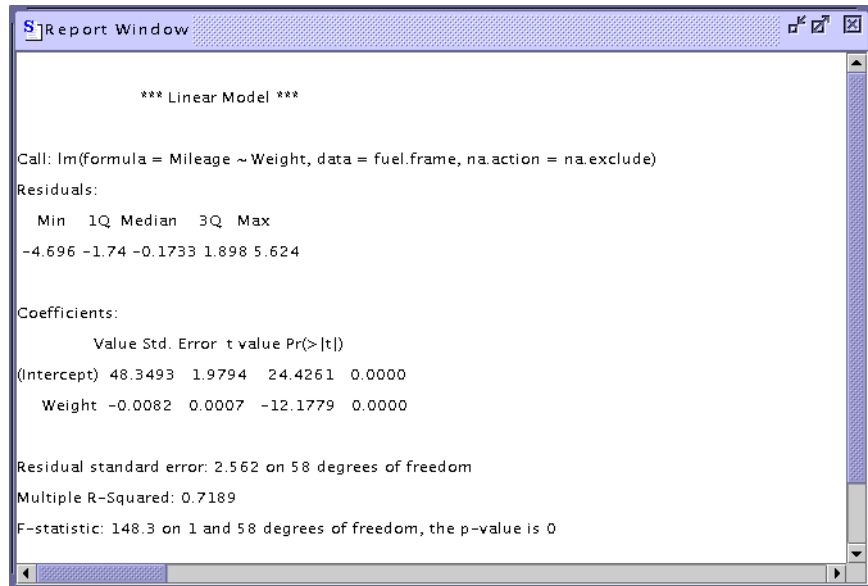 S Report Window
*** Linear Model ***
Call: lm(formula = Mileage ~ Weight, data = fuel.frame, na.action = na.exclude)
Residuals:
Min 1Q Median 3Q Max
-4.696 -1.74 -0.1733 1.898 5.624
Coefficients:
Value Std. Error t value Pr(>|t|)
(Intercept) 48.3493 1.9794 24.4261 0.0000
Weight -0.0082 0.0007 -12.1779 0.0000
Residual standard error: 2.562 on 58 degrees of freedom
Multiple R-Squared: 0.7189
F-statistic: 148.3 on 1 and 58 degrees of freedom, the p-value is 0